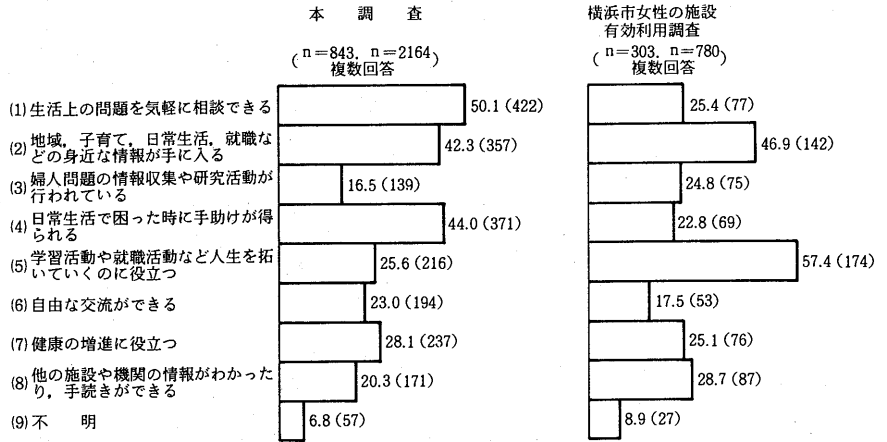 本 調 査
(n=843. n=2164)
複数回答
横浜市女性の施設
有効利用調査
(n=303. n=780)
複数回答
(1) 生活上の問題を気軽に相談できる
50.1 (422)
25.4 (77)
(2) 地域, 子育て, 日常生活, 就職な
どの身近な情報が手に入る
42.3 (357)
46.9 (142)
(3) 婦人問題の情報収集や研究活動が
行われている
16.5 (139)
24.8 (75)
(4) 日常生活で困った時に手助けが得
られる
44.0 (371)
22.8 (69)
(5) 学習活動や就職活動など人生を拓
いていくのに役立つ
25.6 (216)
57.4 (174)
(6) 自由な交流ができる
23.0 (194)
17.5 (53)
(7) 健康の増進に役立つ
28.1 (237)
25.1 (76)
(8) 他の施設や機関の情報がわかった
り, 手続きができる
20.3 (171)
28.7 (87)
(9) 不 明
6.8 (57)
8.9 (27)